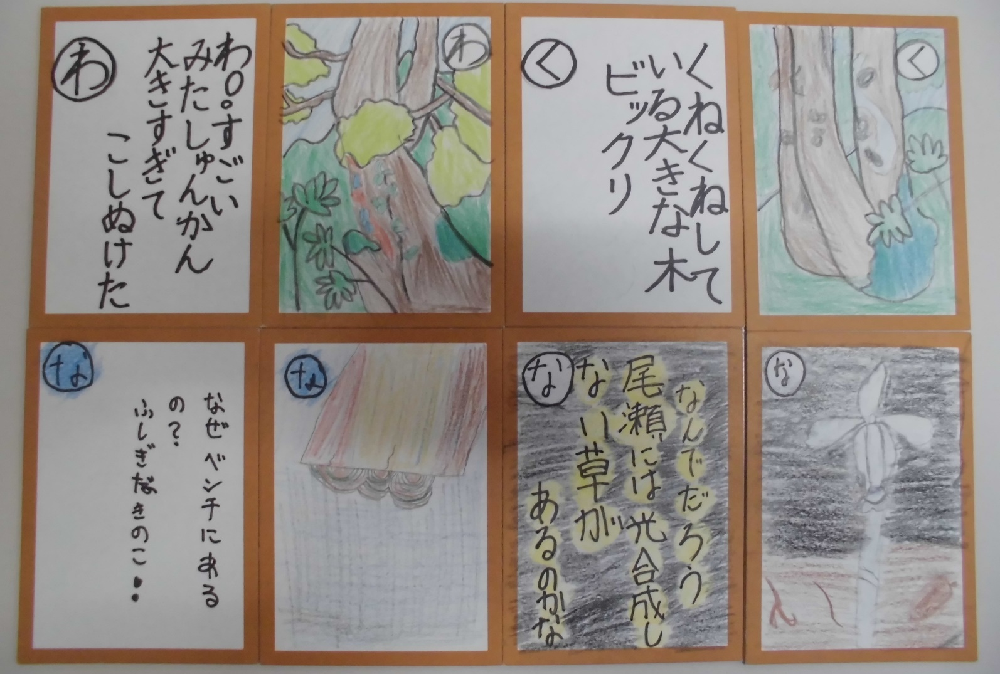 わ
わ〇。すごい
みたしゅんかん
大きすぎて
こしぬけた
わ
く
くねくねして
いる大きな木
ビックリ
く
な
なぜベンチにある
の?
ふしぎなきのこ
な
な
なんでだろう
尾瀬には光合成し
ない草が
あるのかな
な